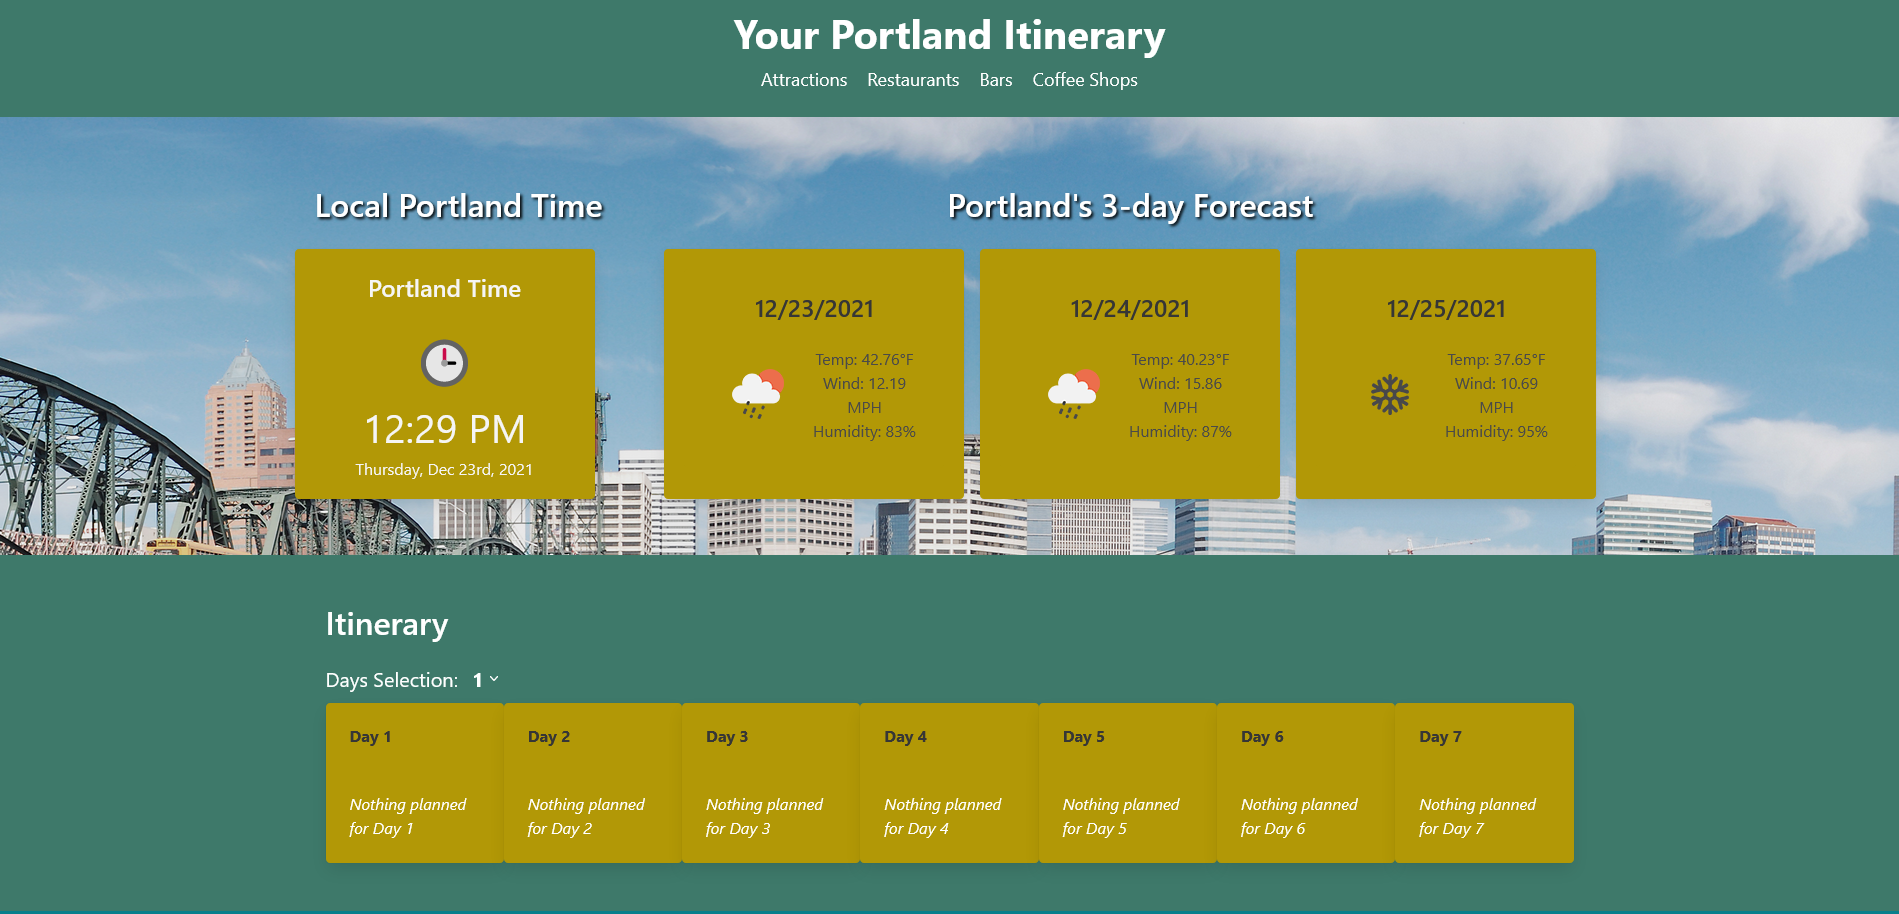 Your Portland Itinerary
Attractions Restaurants Bars Coffee Shops
Local Portland Time
Portland Time
12:29 PM
Thursday, Dec 23rd, 2021
Portland's 3-day Forecast
12/23/2021
Temp: 42.76°F
Wind: 12.19
MPH
Humidity: 83%
12/24/2021
Temp: 40.23°F
Wind: 15.86
MPH
Humidity: 87%
12/25/2021
Temp: 37.65°F
Wind: 10.69
MPH
Humidity: 95%
Itinerary
Days Selection: 1
Day 1
Nothing planned
for Day 1
Day 2
Nothing planned
for Day 2
Day 3
Nothing planned
for Day 3
Day 4
Nothing planned
for Day 4
Day 5
Nothing planned
for Day 5
Day 6
Nothing planned
for Day 6
Day 7
Nothing planned
for Day 7